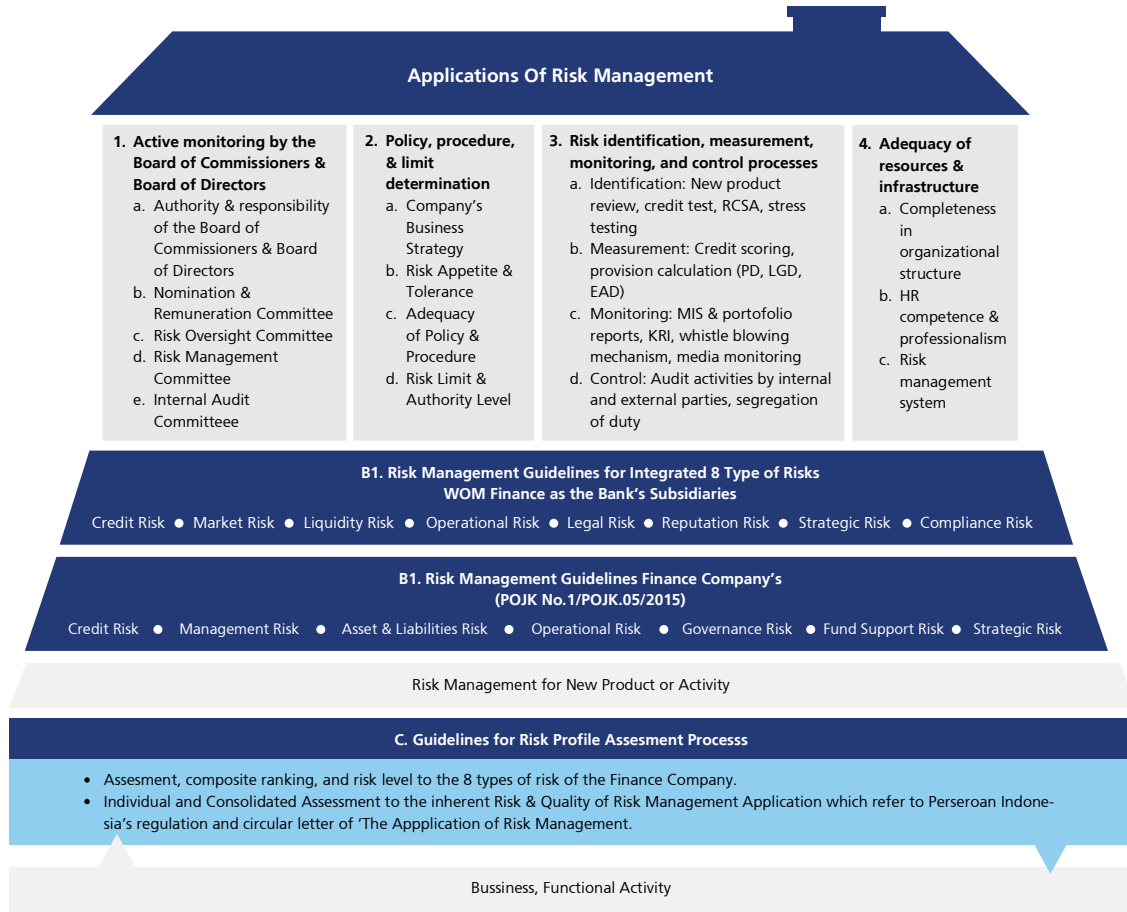 Applications Of Risk Management
1. Active monitoring by the
Board of Commissioners &
Board of Directors
a. Authority & responsibility
of the Board of
Commissioners & Board
of Directors
b. Nomination &
Remuneration Committee
c. Risk Oversight Committee
d. Risk Management
Committee
e. Internal Audit
Committeee
2. Policy, procedure,
& limit
determination
a. Company's
Business
Strategy
b. Risk Appetite &
Tolerance
c. Adequacy
of Policy &
Procedure
d. Risk Limit &
Authority Level
3. Risk identification, measurement,
monitoring, and control processes
a. Identification: New product
review, credit test, RCSA, stress
testing
b. Measurement: Credit scoring,
provision calculation (PD, LGD,
EAD)
c. Monitoring: MIS & portofolio
reports, KRI, whistle blowing
mechanism, media monitoring
d. Control: Audit activities by internal
and external parties, segregation
of duty
4. Adequacy of
resources &
infrastructure
a. Completeness
in
organizational
structure
b. HR
competence &
professionalism
c. Risk
management
system
B1. Risk Management Guidelines for Integrated 8 Type of Risks
WOM Finance as the Bank's Subsidiaries
Credit Risk ● Market Risk ● Liquidity Risk ● Operational Risk ● Legal Risk ● Reputation Risk ● Strategic Risk ● Compliance Risk
B1. Risk Management Guidelines Finance Company's
(POJK No.1/POJK.05/2015)
Credit Risk ● Management Risk ● Asset & Liabilities Risk ● Operational Risk ● Governance Risk ● Fund Support Risk ● Strategic Risk
Risk Management for New Product or Activity
C. Guidelines for Risk Profile Assesment Processs
• Assesment, composite ranking, and risk level to the 8 types of risk of the Finance Company.
• Individual and Consolidated Assessment to the inherent Risk & Quality of Risk Management Application which refer to Perseroan Indone-
sia's regulation and circular letter of 'The Appplication of Risk Management.
Bussiness, Functional Activity